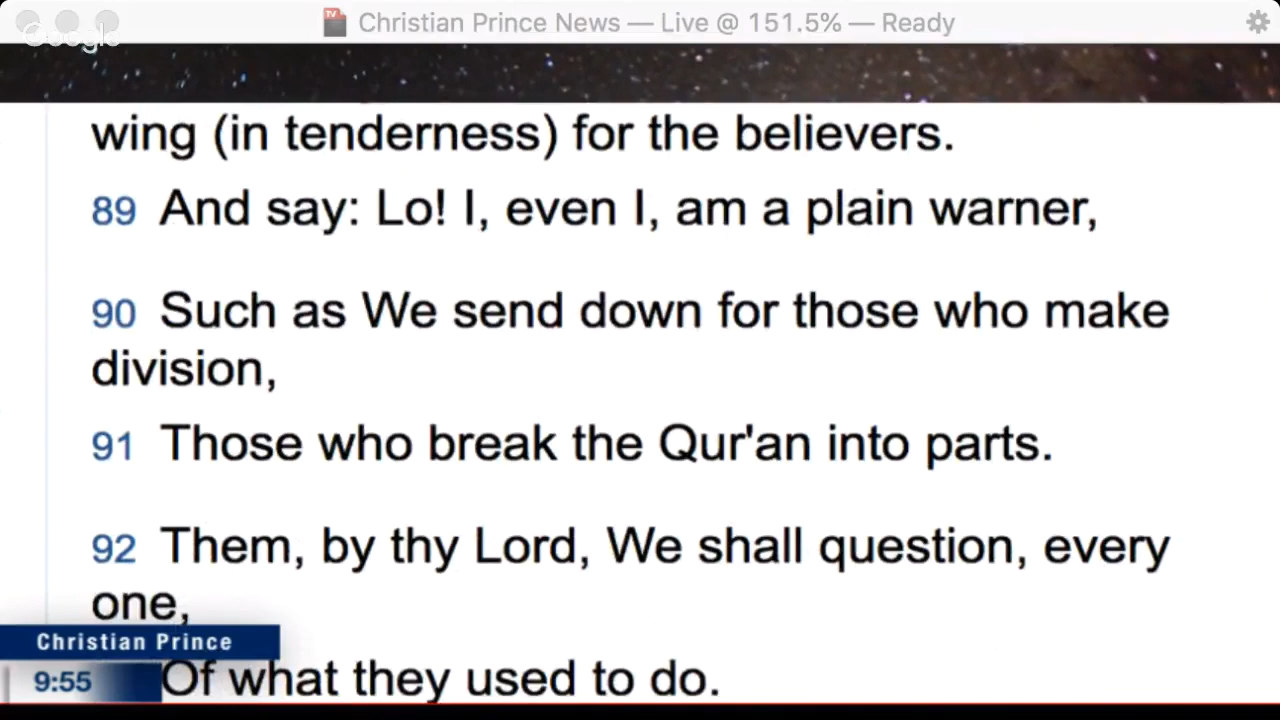 Christian Prince News — Live @ 151.5% — Ready
Google
wing (in tenderness) for the believers.
89 And say: Lo! I, even I, am a plain warner,
90 Such as We send down for those who make
division,
91 Those who break the Qur'an into parts.
92 Them, by thy Lord, We shall question, every
one,
Christian Prince
9:55
Of what they used to do.